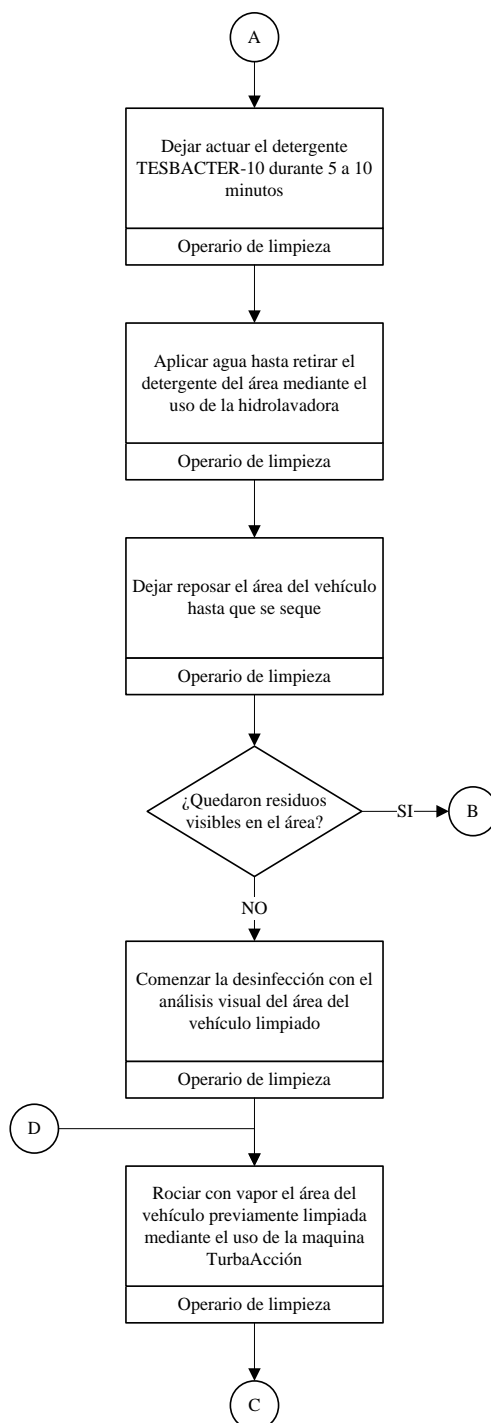 A
Dejar actuar el detergente
TESBACTER-10 durante 5 a 10
minutos
Operario de limpieza
Aplicar agua hasta retirar el
detergente del área mediante el
uso de la hidrolavadora
Operario de limpieza
Dejar reposar el área del vehículo
hasta que se seque
Operario de limpieza
¿Quedaron residuos
visibles en el área?
SI
B
NO
Comenzar la desinfección con el
análisis visual del área del
vehículo limpiado
Operario de limpieza
D
Rociar con vapor el área del
vehículo previamente limpiada
mediante el uso de la maquina
TurbaAcción
Operario de limpieza
C